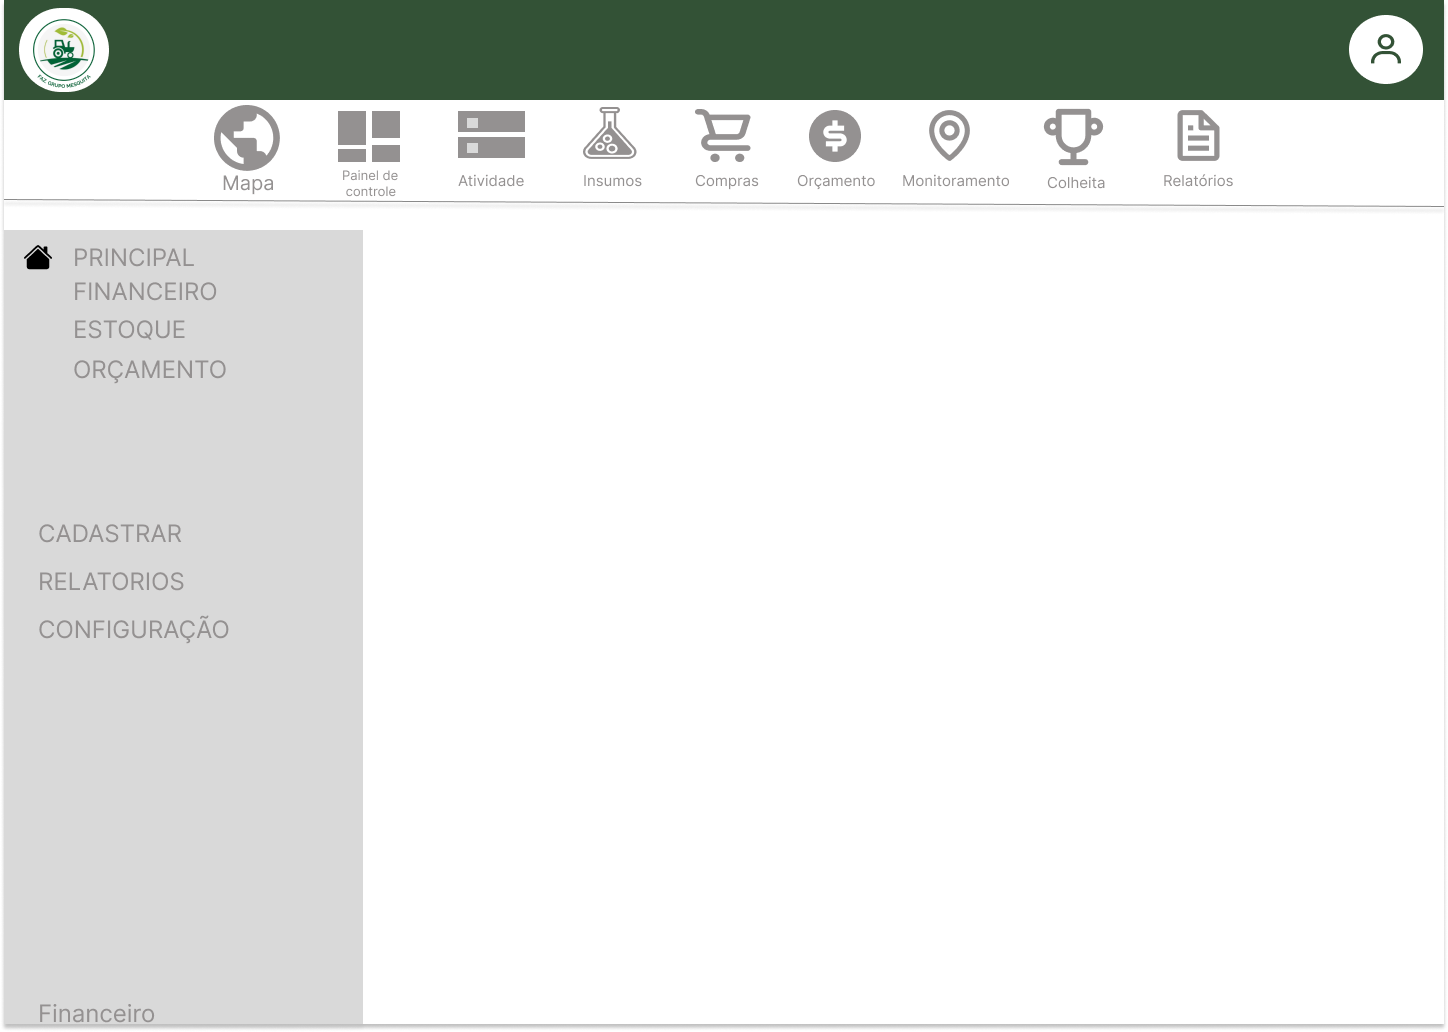 FAZ. GRUPO MESQUITA
Mapa
Painel de
controle
Atividade
Insumos
Compras
Orçamento
Monitoramento
Colheita
Relatórios
PRINCIPAL
FINANCEIRO
ESTOQUE
ORÇAMENTO
CADASTRAR
RELATORIOS
CONFIGURAÇÃO
Financeiro